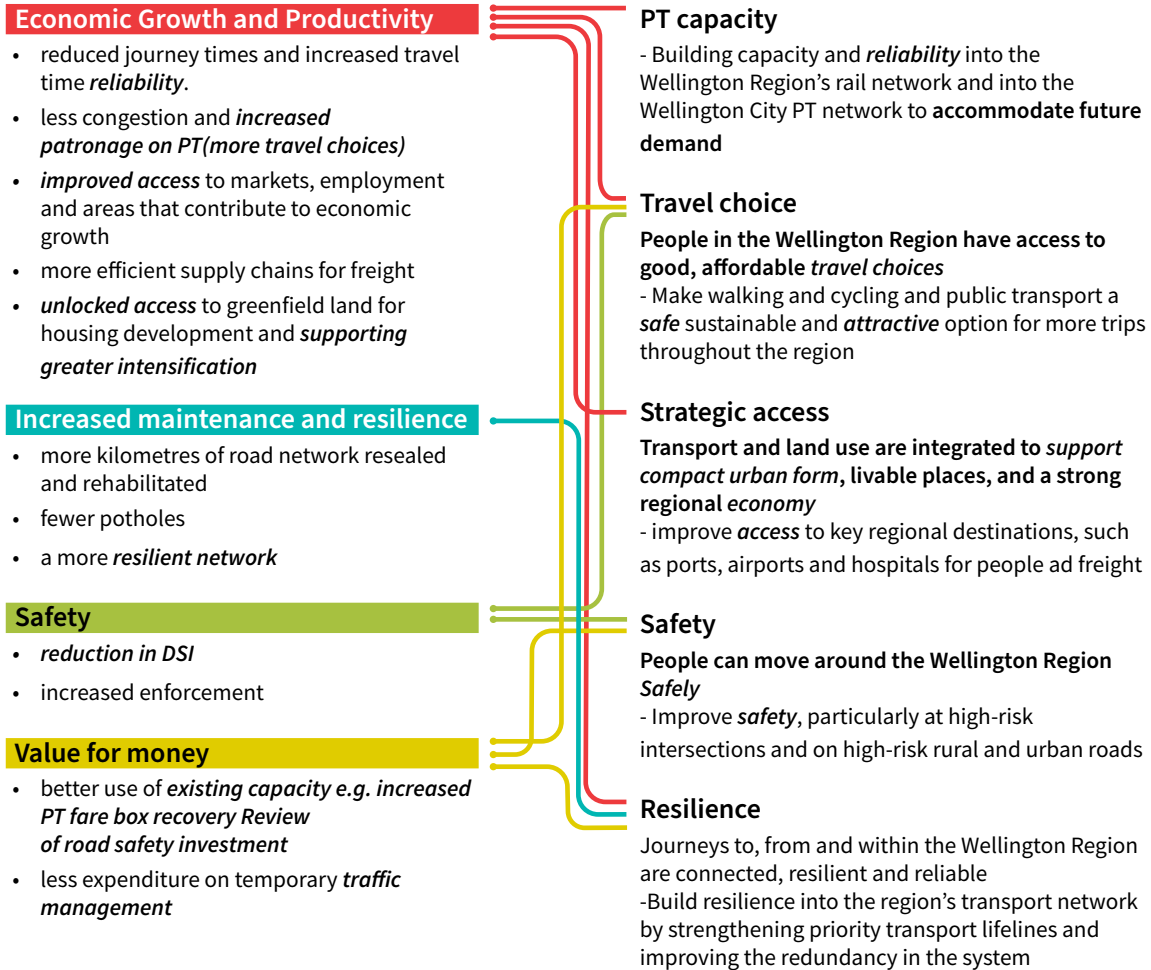 Economic Growth and Productivity
• reduced journey times and increased travel
time reliability.
• less congestion and increased
patronage on PT(more travel choices)
• improved access to markets, employment
and areas that contribute to economic
growth
• more efficient supply chains for freight
• unlocked access to greenfield land for
housing development and supporting
greater intensification
Increased maintenance and resilience
• more kilometres of road network resealed
and rehabilitated
• fewer potholes
• a more resilient network
Safety
• reduction in DSI
• increased enforcement
Value for money
• better use of existing capacity e.g. increased
PT fare box recovery Review
of road safety investment
• less expenditure on temporary traffic
management
PT capacity
- Building capacity and reliability into the
Wellington Region’s rail network and into the
Wellington City PT network to accommodate future
demand
Travel choice
People in the Wellington Region have access to
good, affordable travel choices
- Make walking and cycling and public transport a
safe sustainable and attractive option for more trips
throughout the region
Strategic access
Transport and land use are integrated to support
compact urban form, livable places, and a strong
regional economy
- improve access to key regional destinations, such
as ports, airports and hospitals for people ad freight
Safety
People can move around the Wellington Region
Safely
- Improve safety, particularly at high-risk
intersections and on high-risk rural and urban roads
Resilience
Journeys to, from and within the Wellington Region
are connected, resilient and reliable
-Build resilience into the region’s transport network
by strengthening priority transport lifelines and
improving the redundancy in the system